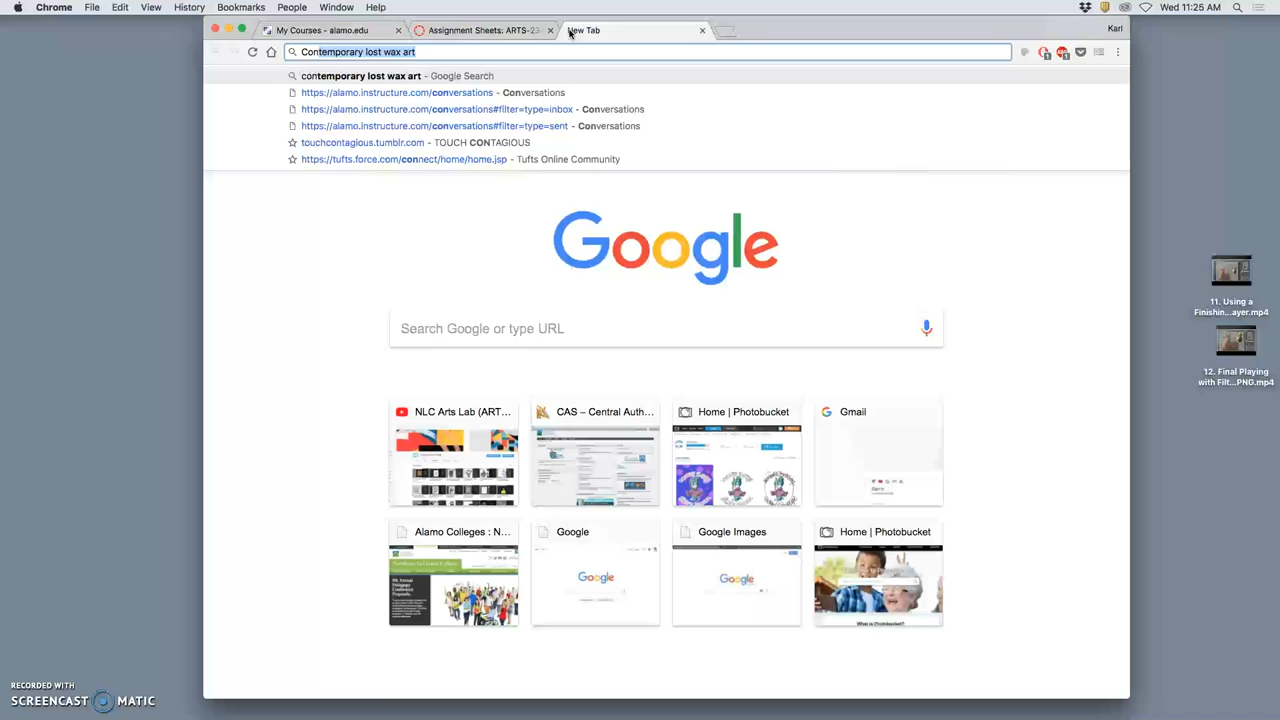 Chrome File Edit View History Bookmarks People Window Help Wed 11:25 AM
My Courses - alamo.edu Assignment Sheets: ARTS-23 New Tab Karl
Contemporary lost wax art
contemporary lost wax art - Google Search
https://alamo.instructure.com/conversations - Conversations
https://alamo.instructure.com/conversations#filter=type=inbox - Conversations
https://alamo.instructure.com/conversations#filter=type=sent - Conversations
touchcontagious.tumblr.com - TOUCH CONTAGIOUS
https://tufts.force.com/connect/home/home.jsp - Tufts Online Community
Google
Search Google or type URL
11. Using a
Finishin...ayer.mp4
12. Final Playing
with Filt...PNG.mp4
NLC Arts Lab (ART... CAS – Central Auth... Home | Photobucket Gmail
Alamo Colleges : N... Google Google Images Home | Photobucket
Google Google
What is Photobucket?
RECORDED WITH
SCREENCAST MATIC